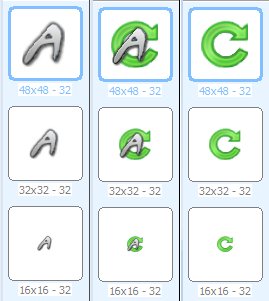 A A
48x48 - 32 48x48 - 32 48x48 - 32
A A
32x32 - 32 32x32 - 32 32x32 - 32
A A
16x16 - 32 16x16 - 32 16x16 - 32